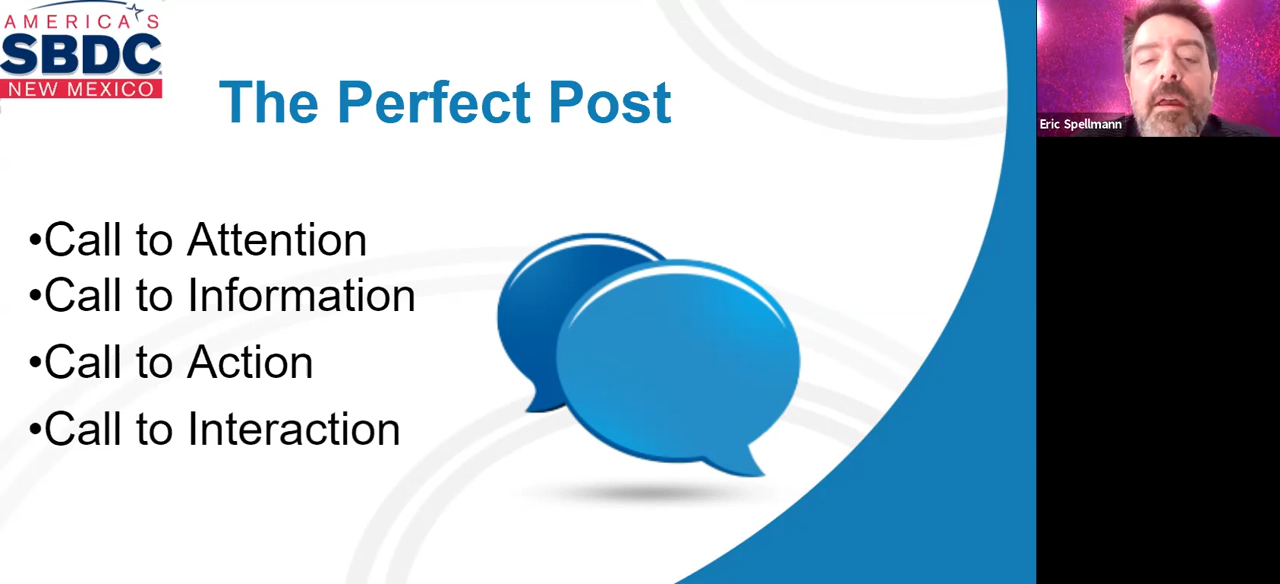 AMERICA'S
SBDC
NEW MEXICO
The Perfect Post
•Call to Attention
•Call to Information
•Call to Action
•Call to Interaction
Eric Spellmann